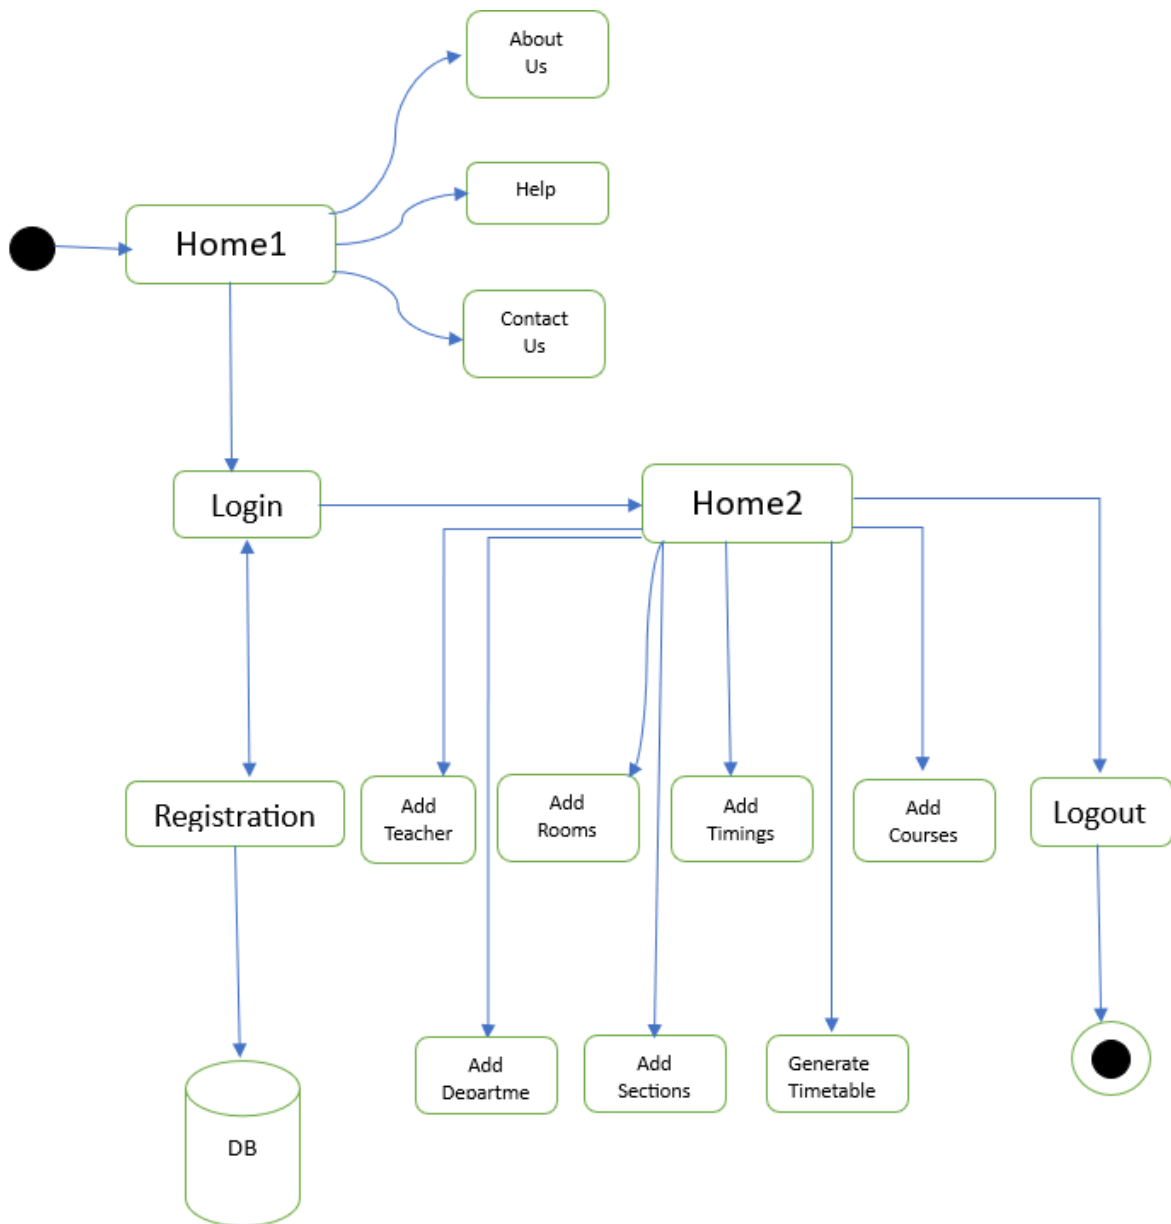 About
Us
Help
Home1
Contact
Us
Login
Home2
Registration
Add
Teacher
Add
Rooms
Add
Timings
Add
Courses
Logout
Add
Departme
Add
Sections
Generate
Timetable
DB